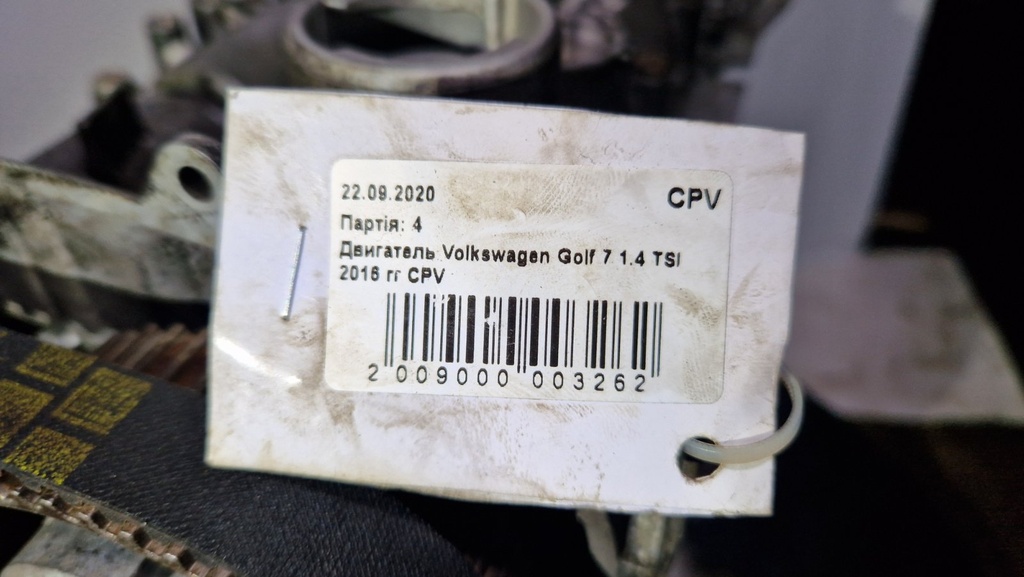 22.09.2020
CPV
Партія: 4
Двигатель Volkswagen Golf 7 1.4 TSI
2016 гг CPV
2 009000 003262